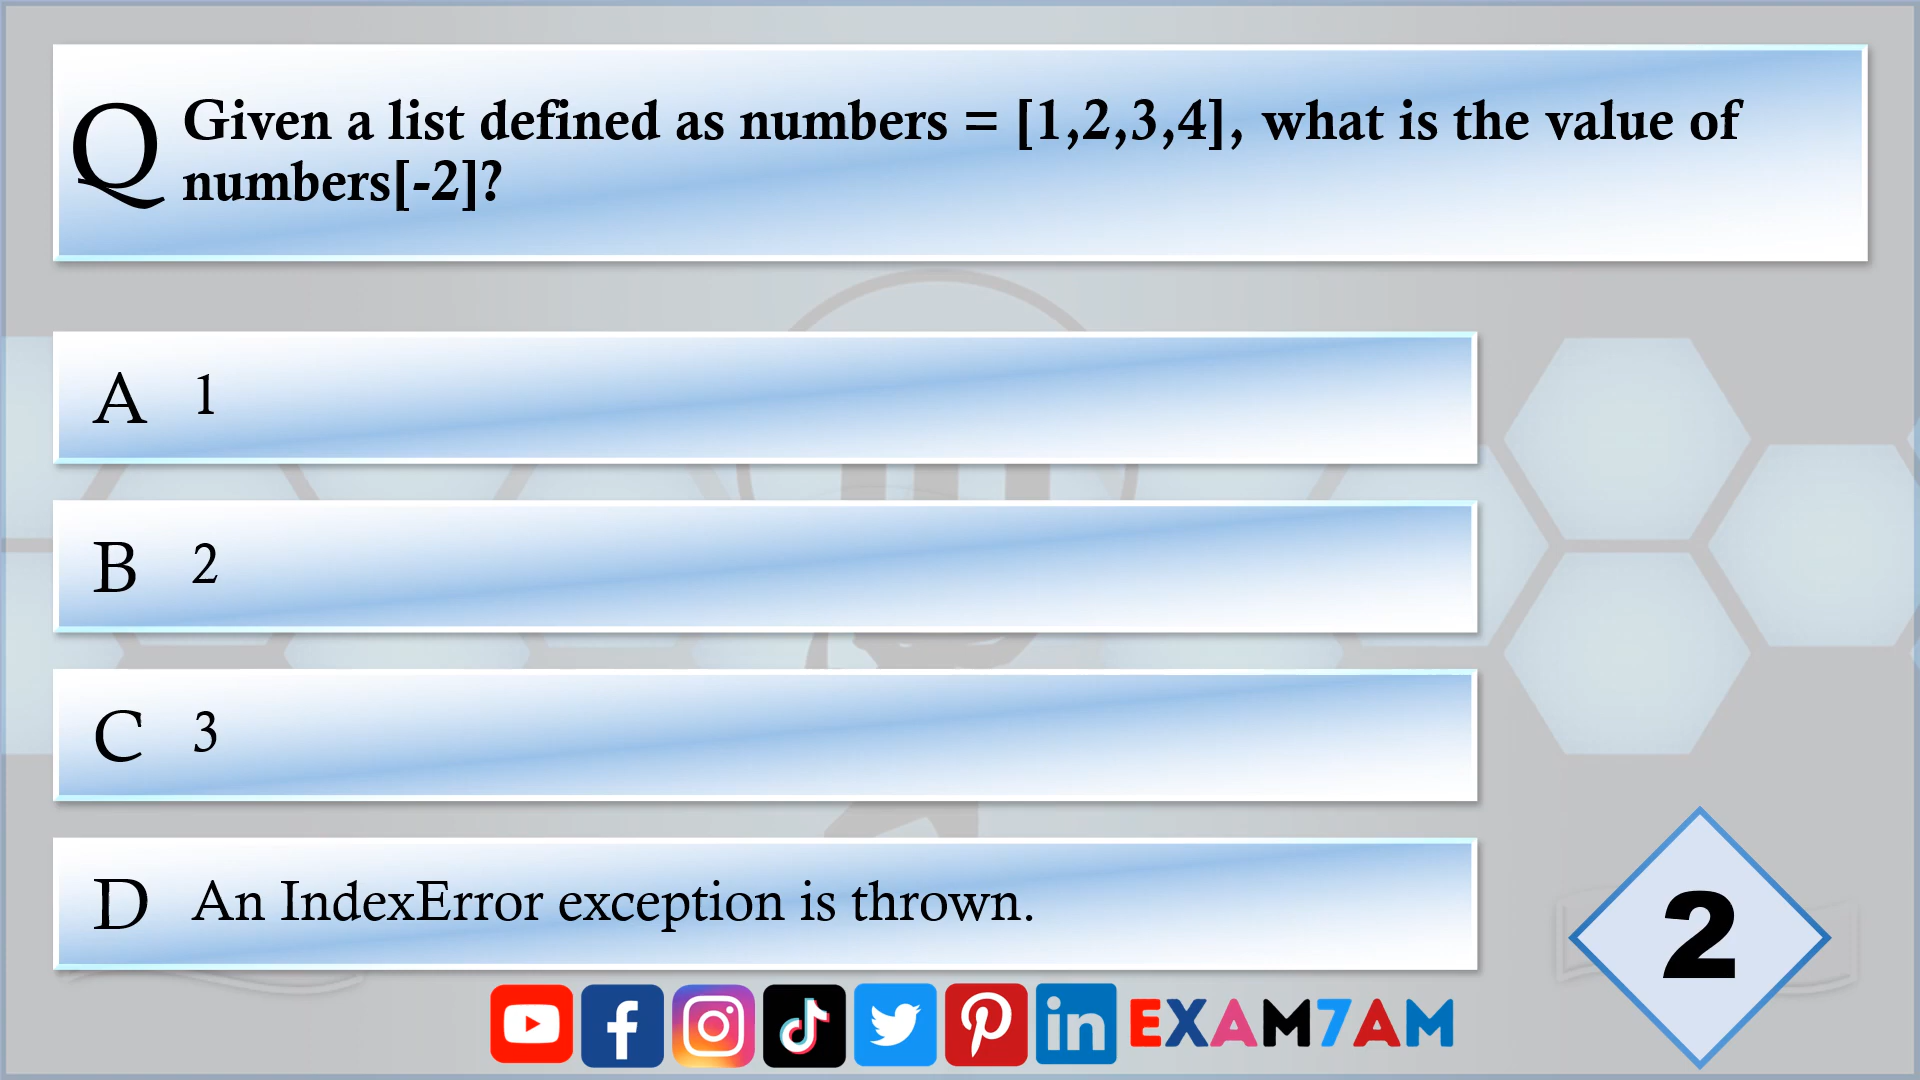 Q Given a list defined as numbers = [1,2,3,4], what is the value of
numbers[-2]?
A 1
B 2
C 3
D An IndexError exception is thrown.
2
in EXAM7AM